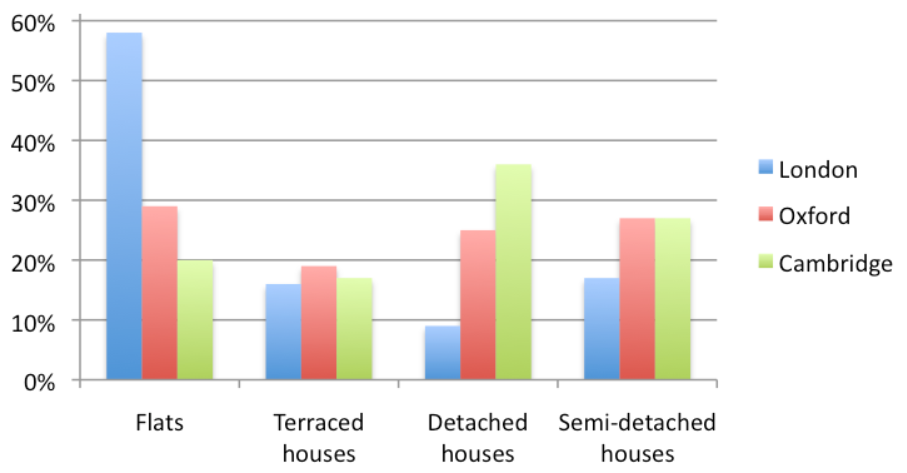 60%
50%
40%
30%
20%
10%
0%
Flats
Terraced
houses
Detached
houses
Semi-detached
houses
London
Oxford
Cambridge